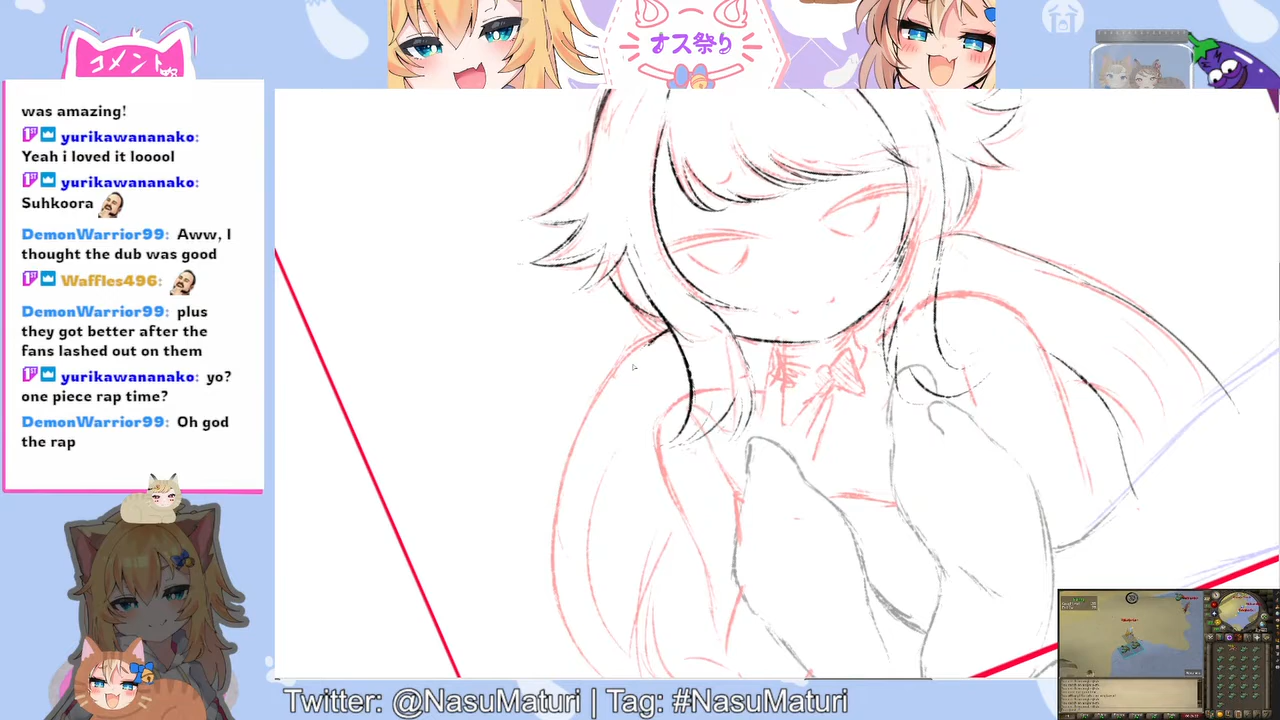 コメント
オス祭り
was amazing!
yurikawananako:
Yeah i loved it looool
yurikawananako:
Suhkoora
DemonWarrior99: Aww, I
thought the dub was good
Waffles496:
DemonWarrior99: plus
they got better after the
fans lashed out on them
yurikawananako: yo?
one piece rap time?
DemonWarrior99: Oh god
the rap
Twitter: @NasuMaturi | Tag: #NasuMaturi